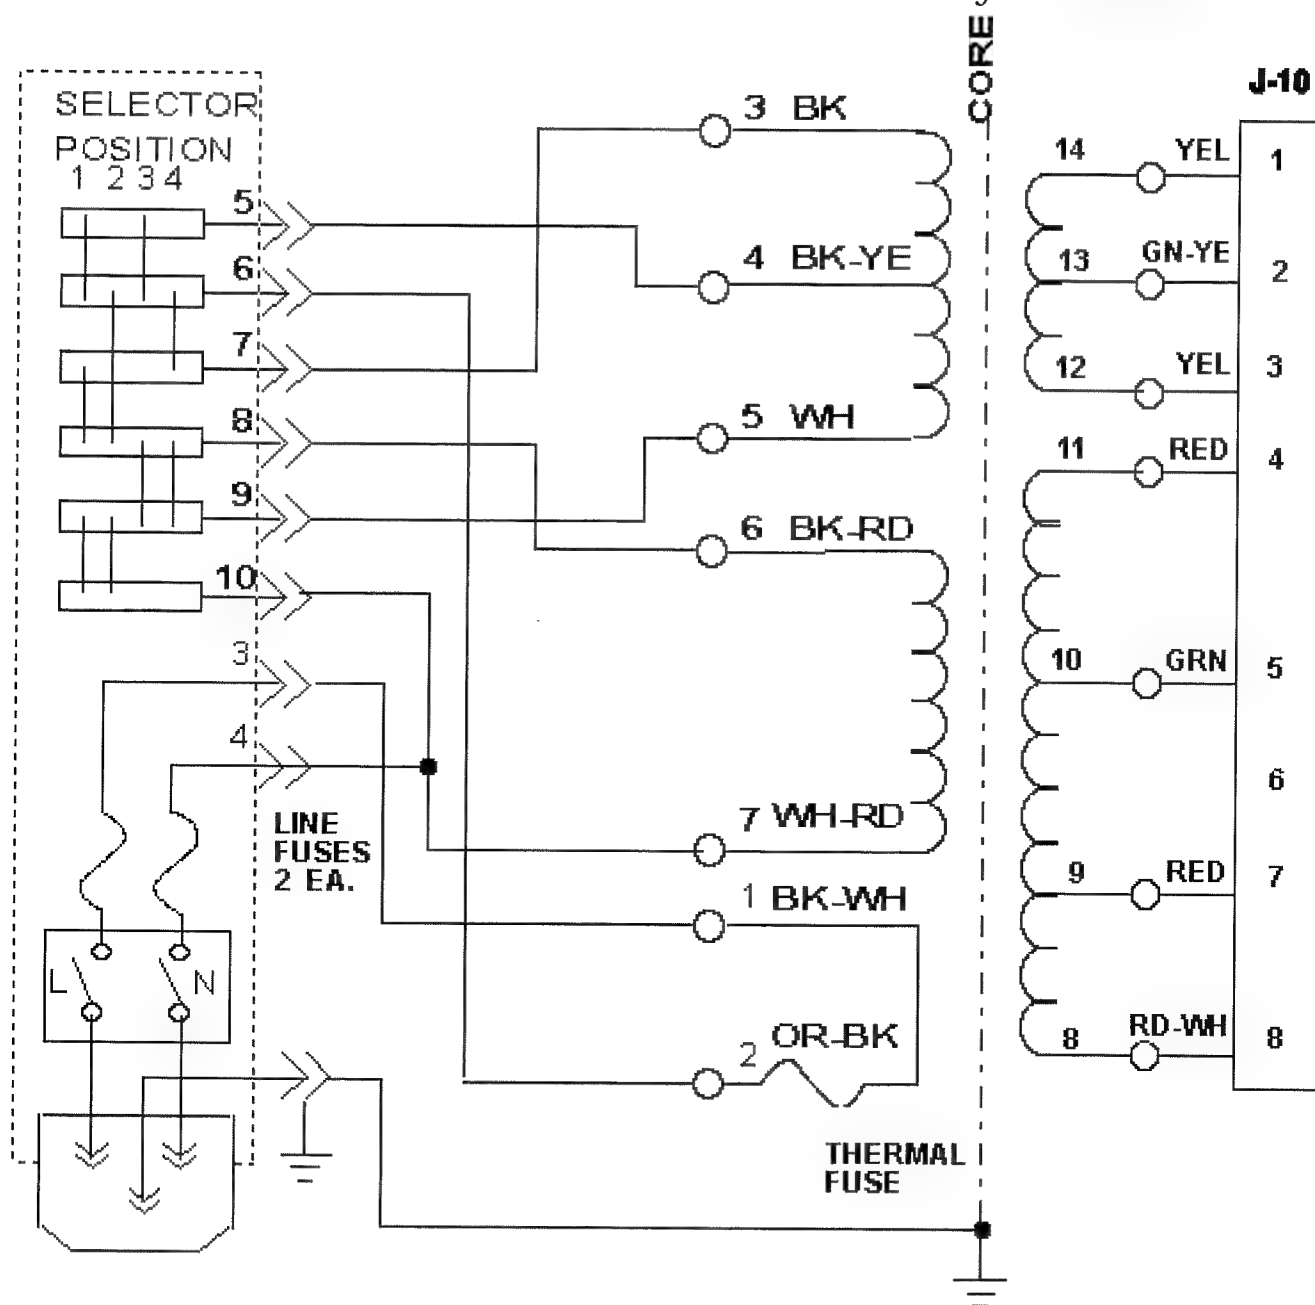 CORE
J-10
SELECTOR
POSITION
1 2 3 4
5
6
7
8
9
10
3
4
LINE
FUSES
2 EA.
L
N
3 BK
4 BK-YE
5 WH
6 BK-RD
7 WH-RD
1 BK-WH
2 OR-BK
THERMAL
FUSE
14 YEL 1
13 GN-YE 2
12 YEL 3
11 RED 4
10 GRN 5
6
9 RED 7
8 RD-WH 8